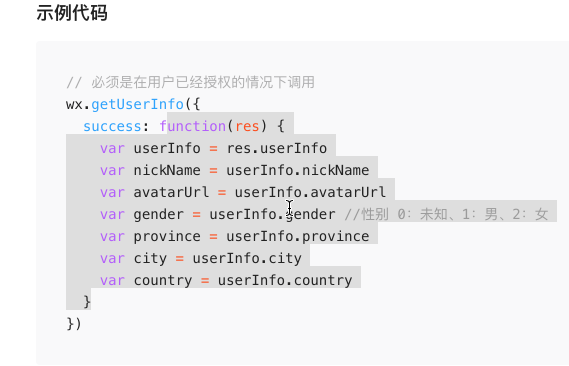 示例代码
// 必须是在用户已经授权的情况下调用
wx.getUserInfo({
  success: function(res) {
    var userInfo = res.userInfo
    var nickName = userInfo.nickName
    var avatarUrl = userInfo.avatarUrl
    var gender = userInfo.gender //性别 0：未知、1：男、2：女
    var province = userInfo.province
    var city = userInfo.city
    var country = userInfo.country
  }
})